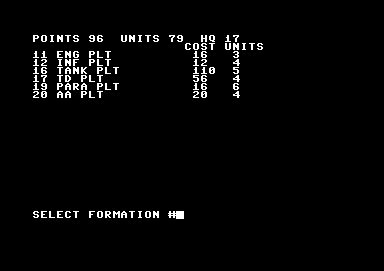 POINTS 96 UNITS 79 HQ 17
COST UNITS
11 ENG PLT 16 3
12 INF PLT 12 4
16 TANK PLT 110 5
17 TD PLT 56 4
19 PARA PLT 16 6
20 AA PLT 20 4
SELECT FORMATION #